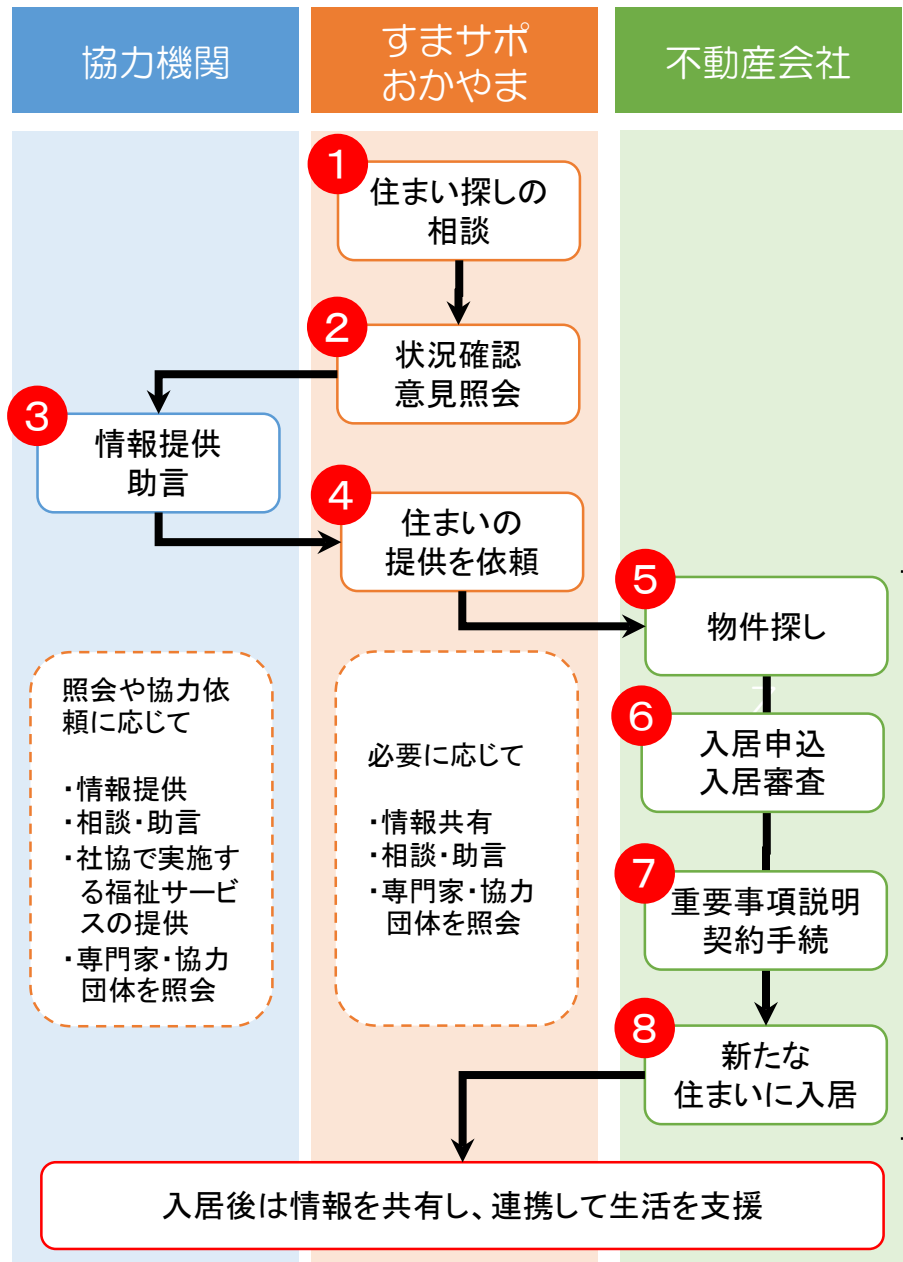 協力機関
すまサポ
おかやま
不動産会社
1
住まい探しの
相談
2
状況確認
意見照会
3
情報提供
助言
4
住まいの
提供を依頼
5
物件探し
6
入居申込
入居審査
7
重要事項説明
契約手続
8
新たな
住まいに入居
照会や協力依
頼に応じて
・情報提供
・相談・助言
・社協で実施す
る福祉サービ
スの提供
・専門家・協力
団体を照会
必要に応じて
・情報共有
・相談・助言
・専門家・協力
団体を照会
入居後は情報を共有し、連携して生活を支援